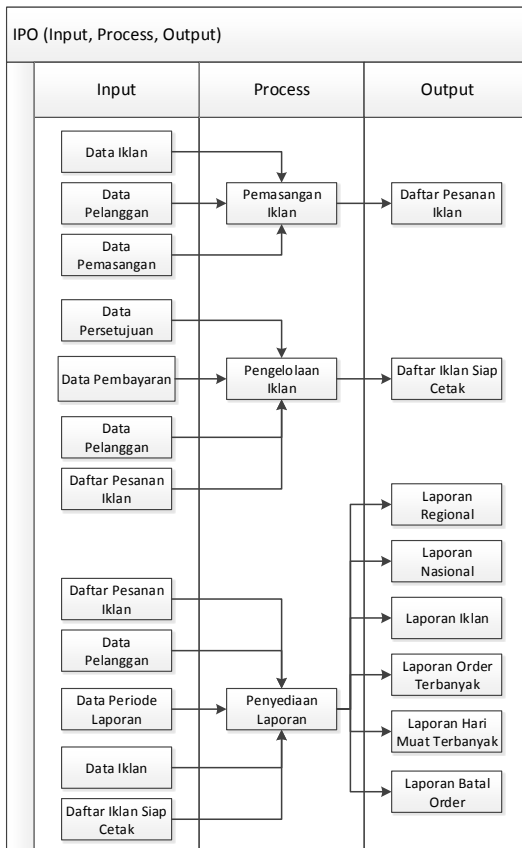 IPO (Input, Process, Output)
Input
Process
Output
Data Iklan
Data
Pelanggan
Data
Pemasangan
Pemasangan
Iklan
Daftar Pesanan
Iklan
Data
Persetujuan
Data Pembayaran
Data
Pelanggan
Daftar Pesanan
Iklan
Pengelolaan
Iklan
Daftar Iklan Siap
Cetak
Daftar Pesanan
Iklan
Data
Pelanggan
Data Periode
Laporan
Data Iklan
Daftar Iklan Siap
Cetak
Penyediaan
Laporan
Laporan
Regional
Laporan
Nasional
Laporan Iklan
Laporan Order
Terbanyak
Laporan Hari
Muat Terbanyak
Laporan Batal
Order